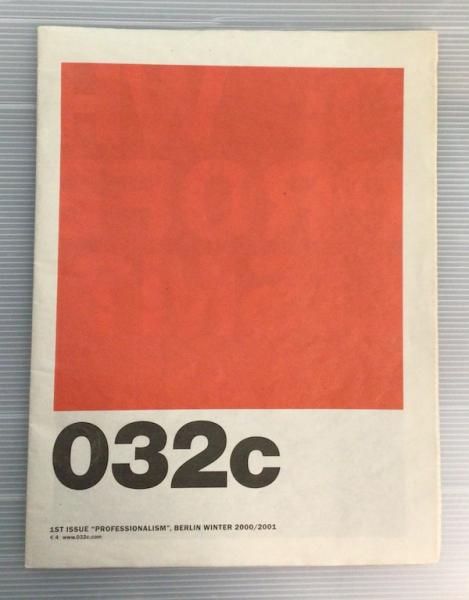 032c
1ST ISSUE "PROFESSIONALISM", BERLIN WINTER 2000/2001
€ 4 www.032c.com